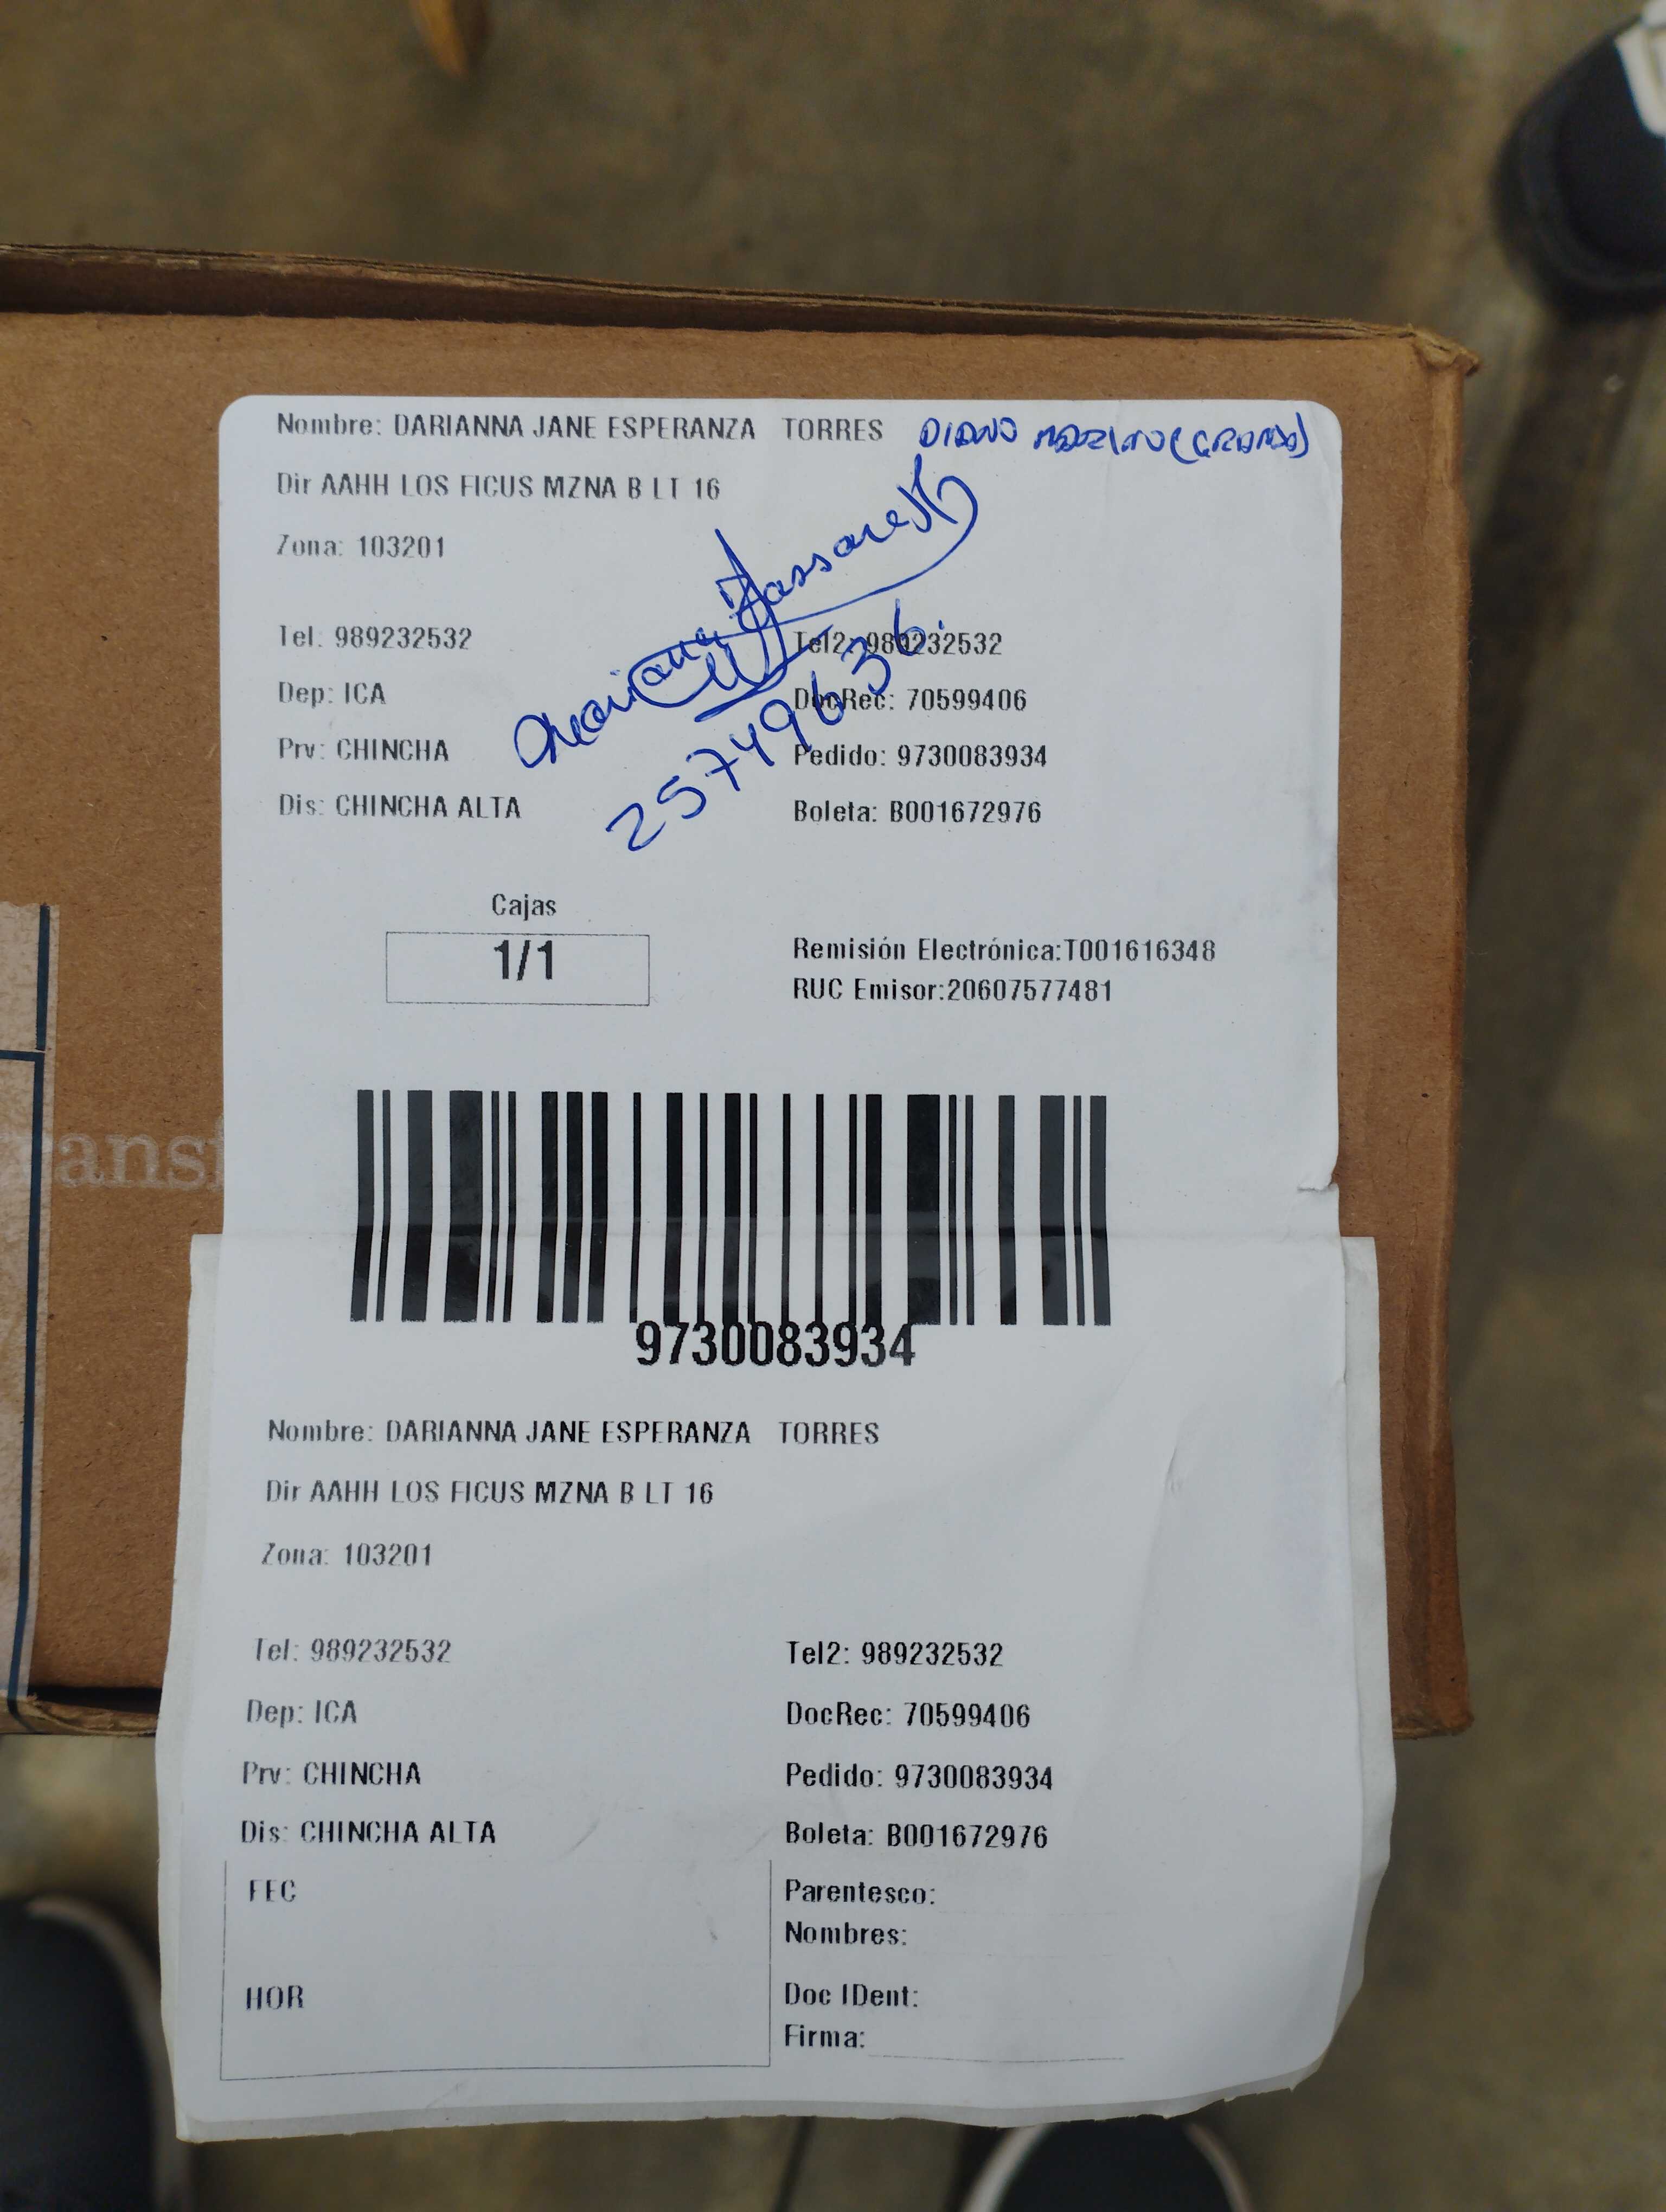 Nombre: DARIANNA JANE ESPERANZA TORRES
Dir AAHH LOS FICUS MZNA B LT 16
Zona: 103201
Tel: 989232532 Tel2: 989232532
Dep: ICA DocRec: 70599406
Prv: CHINCHA Pedido: 9730083934
Dis: CHINCHA ALTA Boleta: B001672976
25749636.
Cajas
1/1
Remisión Electrónica:T001616348
RUC Emisor:20607577481
ansf
9730083934
Nombre: DARIANNA JANE ESPERANZA TORRES
Dir AAHH LOS FICUS MZNA B LT 16
Zona: 103201
Tel: 989232532 Tel2: 989232532
Dep: ICA DocRec: 70599406
Prv: CHINCHA Pedido: 9730083934
Dis: CHINCHA ALTA Boleta: B001672976
FEC Parentesco:
Nombres:
HOR Doc IDent:
Firma: